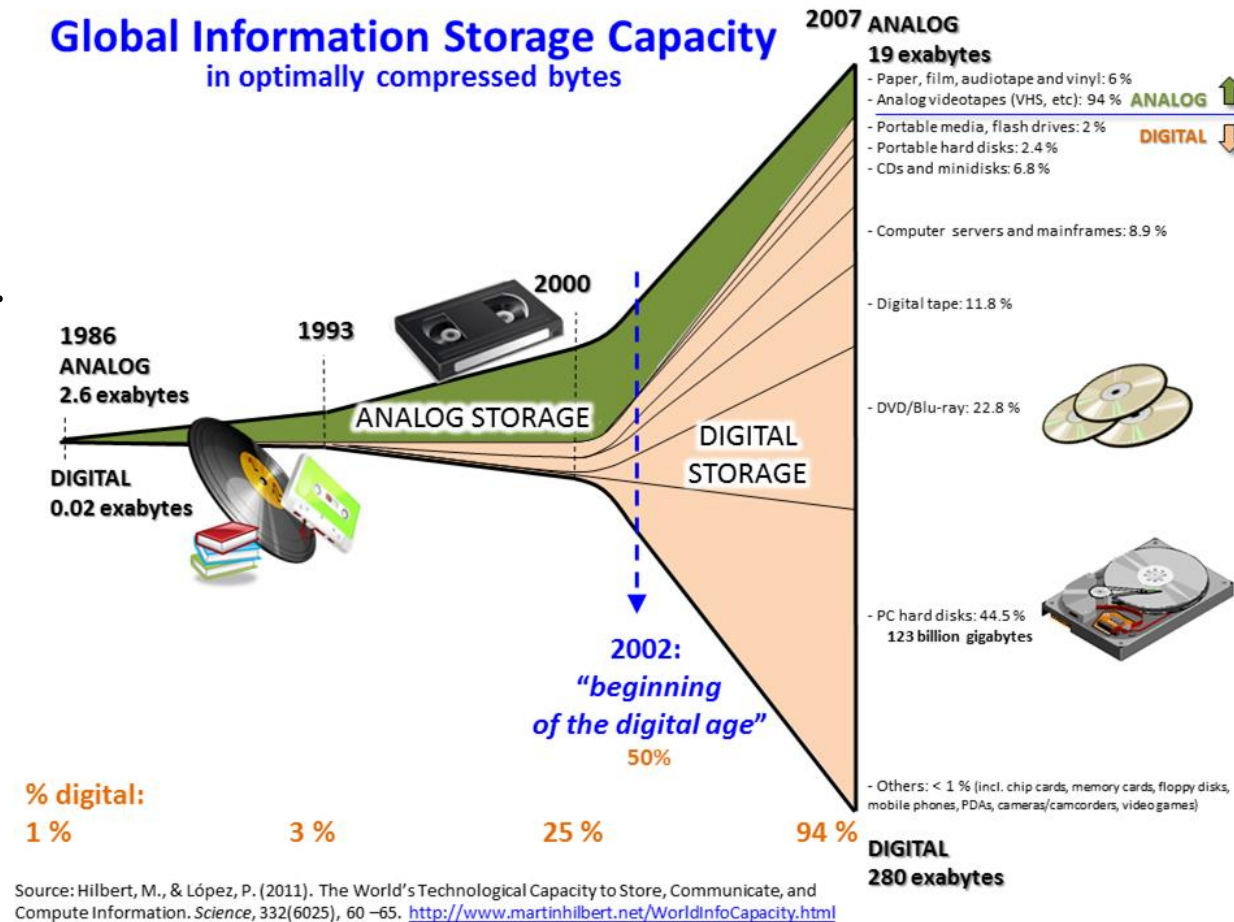 Global Information Storage Capacity
in optimally compressed bytes
2007 ANALOG
19 exabytes
- Paper, film, audiotape and vinyl: 6 %
- Analog videotapes (VHS, etc): 94 %
ANALOG
- Portable media, flash drives: 2 %
DIGITAL
- Portable hard disks: 2.4 %
- CDs and minidisks: 6.8 %
- Computer servers and mainframes: 8.9 %
- Digital tape: 11.8 %
- DVD/Blu-ray: 22.8 %
- PC hard disks: 44.5 %
123 billion gigabytes
- Others: < 1 % (incl. chip cards, memory cards, floppy disks,
mobile phones, PDAs, cameras/camcorders, video games)
DIGITAL
280 exabytes
1986
ANALOG
2.6 exabytes
DIGITAL
0.02 exabytes
1993
2000
ANALOG STORAGE
DIGITAL
STORAGE
2002:
“beginning
of the digital age”
50%
% digital:
1 %
3 %
25 %
94 %
Source: Hilbert, M., & López, P. (2011). The World’s Technological Capacity to Store, Communicate, and
Compute Information. Science, 332(6025), 60 –65. http://www.martinhilbert.net/WorldInfoCapacity.html